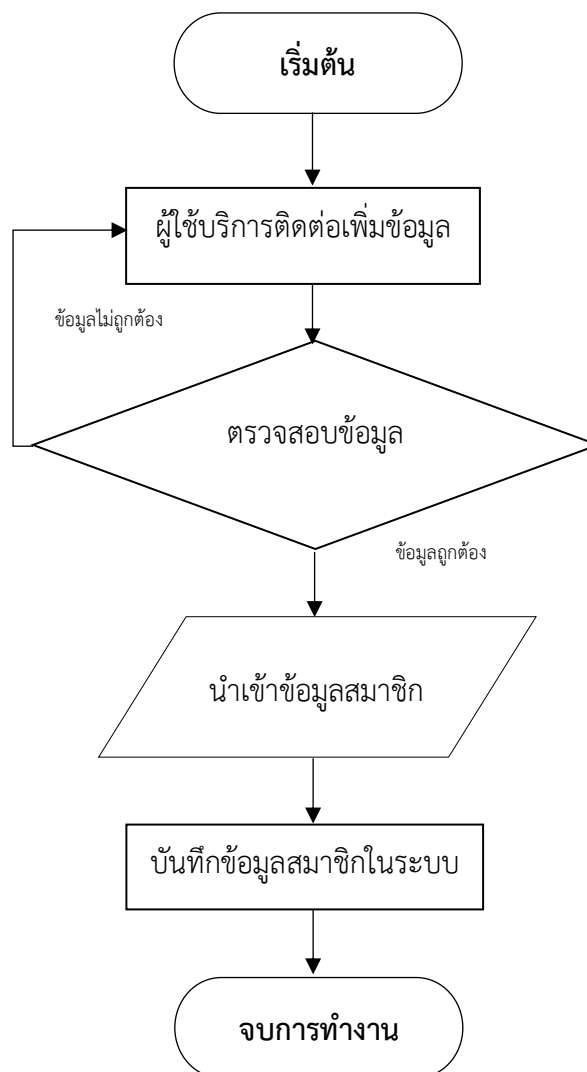 เริ่มต้น
ผู้ใช้บริการติดต่อเพิ่มข้อมูล
ข้อมูลไม่ถูกต้อง
ตรวจสอบข้อมูล
ข้อมูลถูกต้อง
นำเข้าข้อมูลสมาชิก
บันทึกข้อมูลสมาชิกในระบบ
จบการทำงาน